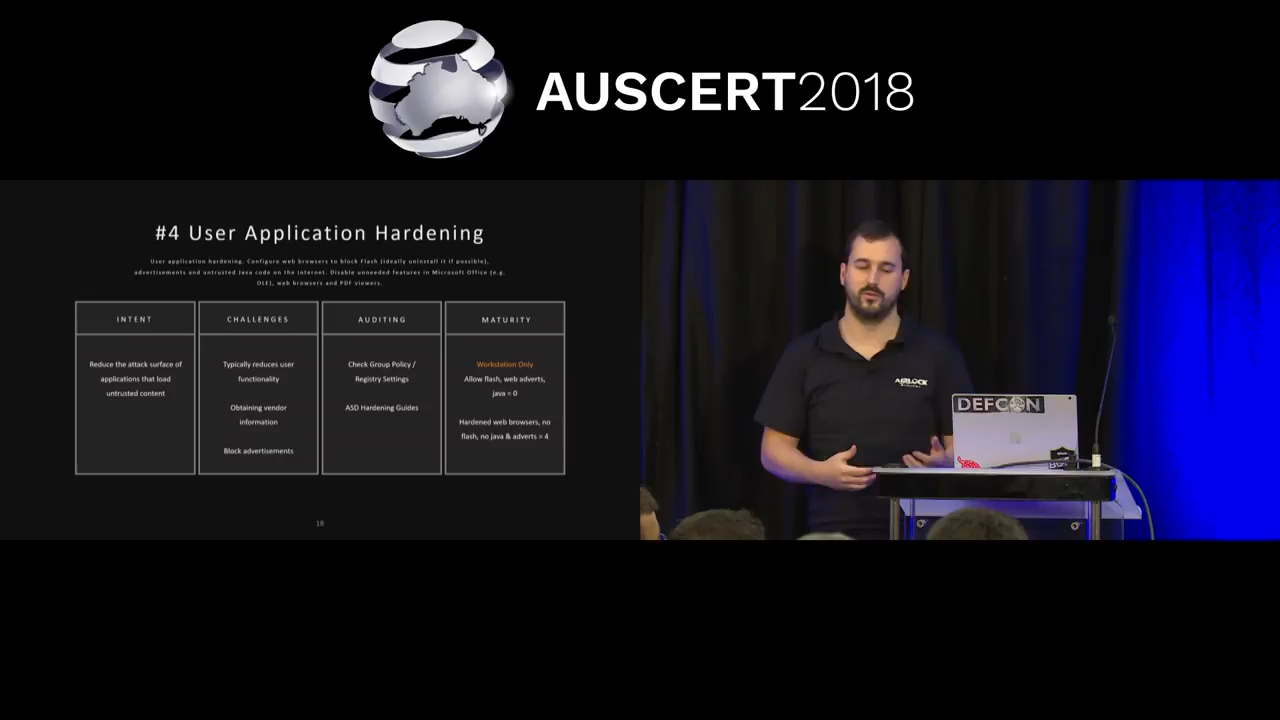 AUSCERT2018
#4 User Application Hardening
User application hardening. Configure web browsers to block Flash (ideally uninstall it if possible),
advertisements and untrusted Java code on the Internet. Disable unneeded features in Microsoft Office (e.g.
OLE), web browsers and PDF viewers.
INTENT
Reduce the attack surface of
applications that load
untrusted content
CHALLENGES
Typically reduces user
functionality
Obtaining vendor
information
Block advertisements
AUDITING
Check Group Policy /
Registry Settings
ASD Hardening Guides
MATURITY
Workstation Only
Allow flash, web adverts,
java = 0
Hardened web browsers, no
flash, no java & adverts = 4
18
AIRLOCK
DEFCON